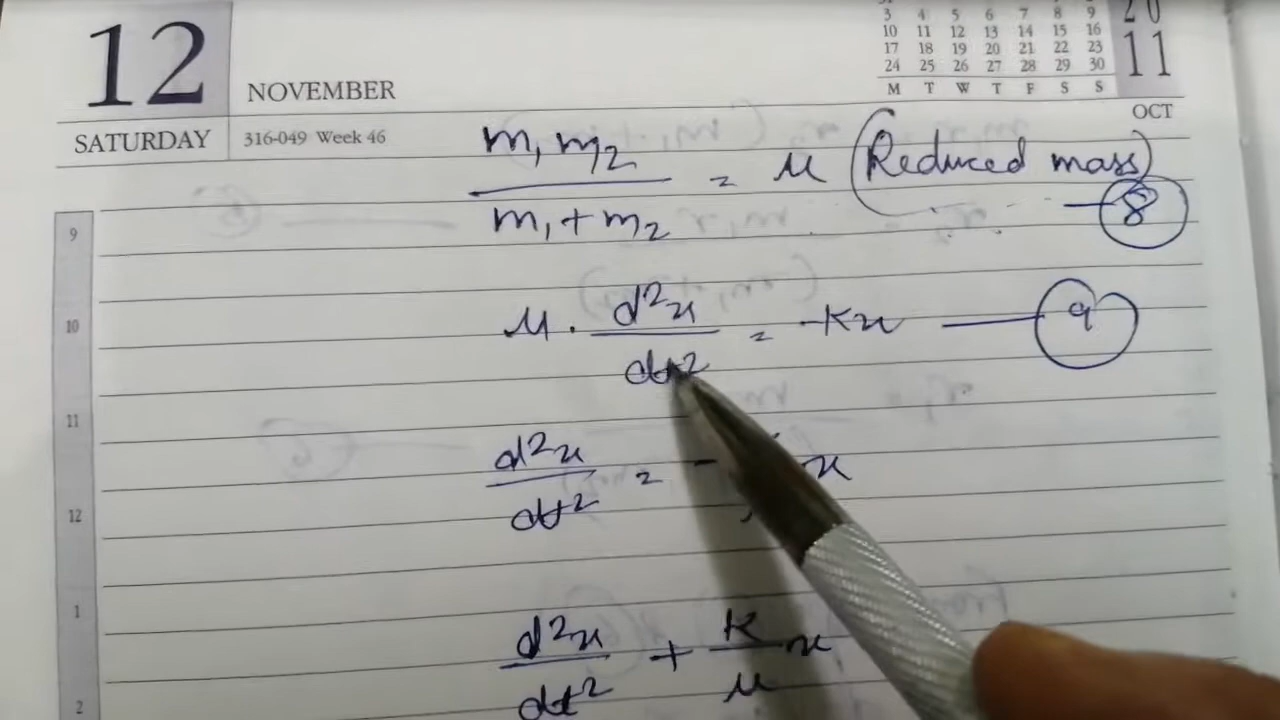 12
NOVEMBER
SATURDAY
316-049 Week 46
3 4 5 6 7 8 9
10 11 12 13 14 15 16
17 18 19 20 21 22 23
24 25 26 27 28 29 30
M T W T F S S
20
11
OCT
m₁m₂ / m₁+m₂ = μ (Reduced mass) — 8
9
10
μ · d²x/dt² = -Kx — 9
11
d²x/dt² = - x
12
1
d²x/dt² + K/μ x
2